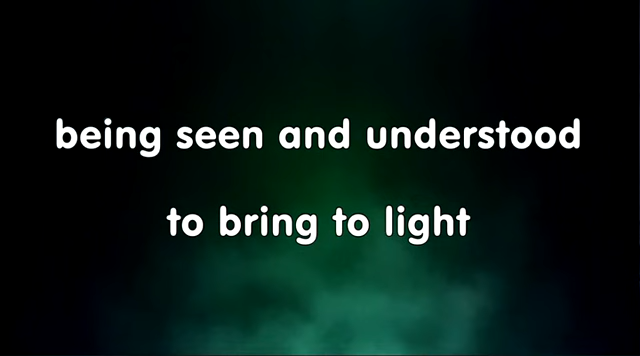 being seen and understood
to bring to light